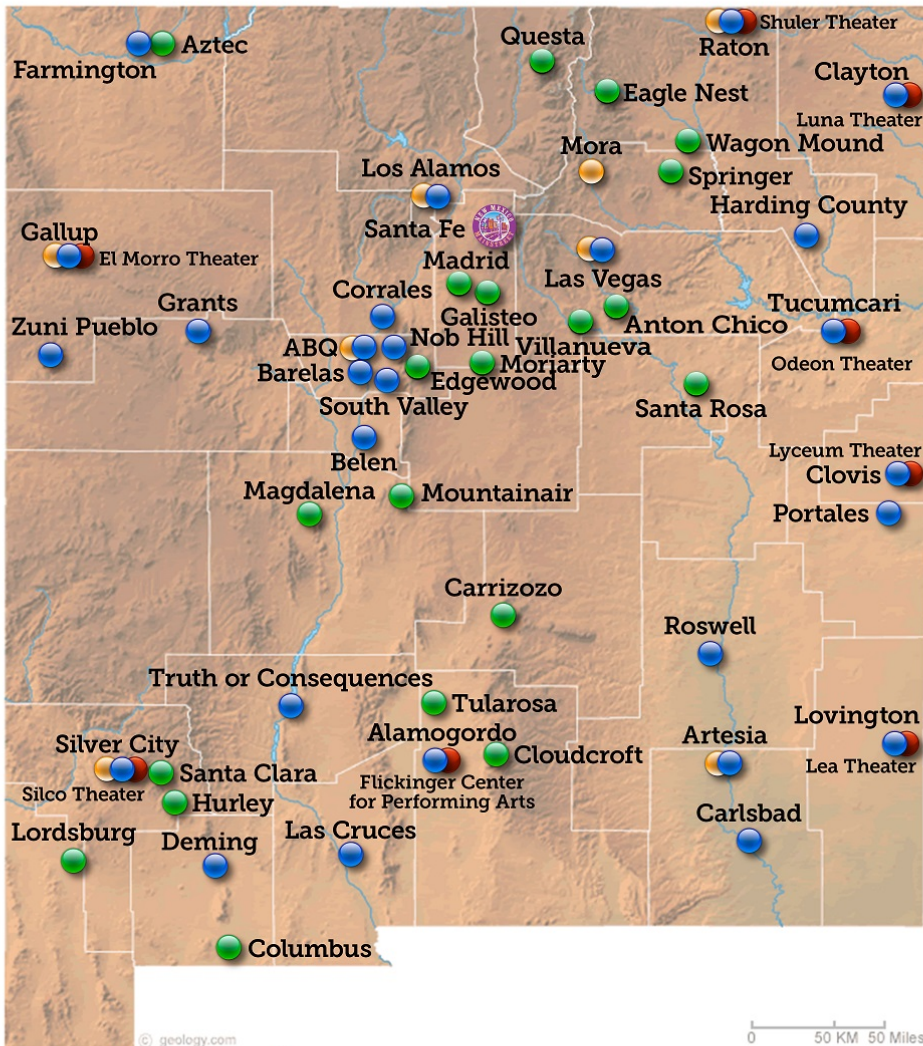 Questa
Shuler Theater
Raton
Aztec
Farmington
Clayton
Luna Theater
Eagle Nest
Wagon Mound
Mora
Springer
Los Alamos
Harding County
NEW MEXICO
MAINSTREET
Santa Fe
Gallup
El Morro Theater
Madrid
Las Vegas
Corrales
Galisteo
Grants
Tucumcari
Zuni Pueblo
Anton Chico
Nob Hill
ABQ
Villanueva
Moriarty
Odeon Theater
Barelas
Edgewood
South Valley
Santa Rosa
Belen
Lyceum Theater
Clovis
Magdalena
Mountainair
Portales
Carrizozo
Roswell
Truth or Consequences
Tularosa
Lovington
Alamogordo
Artesia
Silver City
Cloudcroft
Lea Theater
Santa Clara
Flickinger Center
for Performing Arts
Silco Theater
Hurley
Carlsbad
Lordsburg
Deming
Las Cruces
Columbus
© geology.com
0 50 KM 50 Miles